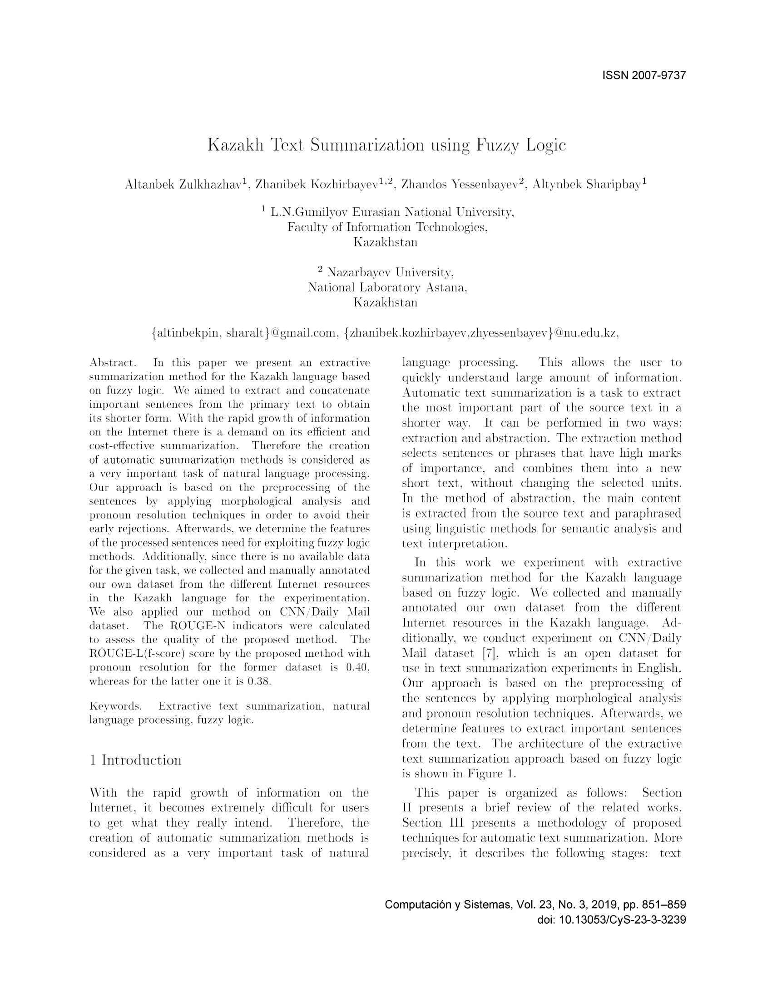 ISSN 2007-9737
Kazakh Text Summarization using Fuzzy Logic
Altanbek Zulkhazhav1, Zhanibek Kozhirbayev1,2, Zhandos Yessenbayev2, Altynbek Sharipbay1
1 L.N.Gumilyov Eurasian National University,
Faculty of Information Technologies,
Kazakhstan
2 Nazarbayev University,
National Laboratory Astana,
Kazakhstan
{altinbekpin, sharalt}@gmail.com, {zhanibek.kozhirbayev,zhyessenbayev}@nu.edu.kz,
Abstract. In this paper we present an extractive
summarization method for the Kazakh language based
on fuzzy logic. We aimed to extract and concatenate
important sentences from the primary text to obtain
its shorter form. With the rapid growth of information
on the Internet there is a demand on its efficient and
cost-effective summarization. Therefore the creation
of automatic summarization methods is considered as
a very important task of natural language processing.
Our approach is based on the preprocessing of the
sentences by applying morphological analysis and
pronoun resolution techniques in order to avoid their
early rejections. Afterwards, we determine the features
of the processed sentences need for exploiting fuzzy logic
methods. Additionally, since there is no available data
for the given task, we collected and manually annotated
our own dataset from the different Internet resources
in the Kazakh language for the experimentation.
We also applied our method on CNN/Daily Mail
dataset. The ROUGE-N indicators were calculated
to assess the quality of the proposed method. The
ROUGE-L(f-score) score by the proposed method with
pronoun resolution for the former dataset is 0.40,
whereas for the latter one it is 0.38.
Keywords. Extractive text summarization, natural
language processing, fuzzy logic.
1 Introduction
With the rapid growth of information on the
Internet, it becomes extremely difficult for users
to get what they really intend. Therefore, the
creation of automatic summarization methods is
considered as a very important task of natural
language processing. This allows the user to
quickly understand large amount of information.
Automatic text summarization is a task to extract
the most important part of the source text in a
shorter way. It can be performed in two ways:
extraction and abstraction. The extraction method
selects sentences or phrases that have high marks
of importance, and combines them into a new
short text, without changing the selected units.
In the method of abstraction, the main content
is extracted from the source text and paraphrased
using linguistic methods for semantic analysis and
text interpretation.
In this work we experiment with extractive
summarization method for the Kazakh language
based on fuzzy logic. We collected and manually
annotated our own dataset from the different
Internet resources in the Kazakh language. Ad-
ditionally, we conduct experiment on CNN/Daily
Mail dataset [7], which is an open dataset for
use in text summarization experiments in English.
Our approach is based on the preprocessing of
the sentences by applying morphological analysis
and pronoun resolution techniques. Afterwards, we
determine features to extract important sentences
from the text. The architecture of the extractive
text summarization approach based on fuzzy logic
is shown in Figure 1.
This paper is organized as follows: Section
II presents a brief review of the related works.
Section III presents a methodology of proposed
techniques for automatic text summarization. More
precisely, it describes the following stages: text
Computación y Sistemas, Vol. 23, No. 3, 2019, pp. 851–859
doi: 10.13053/CyS-23-3-3239